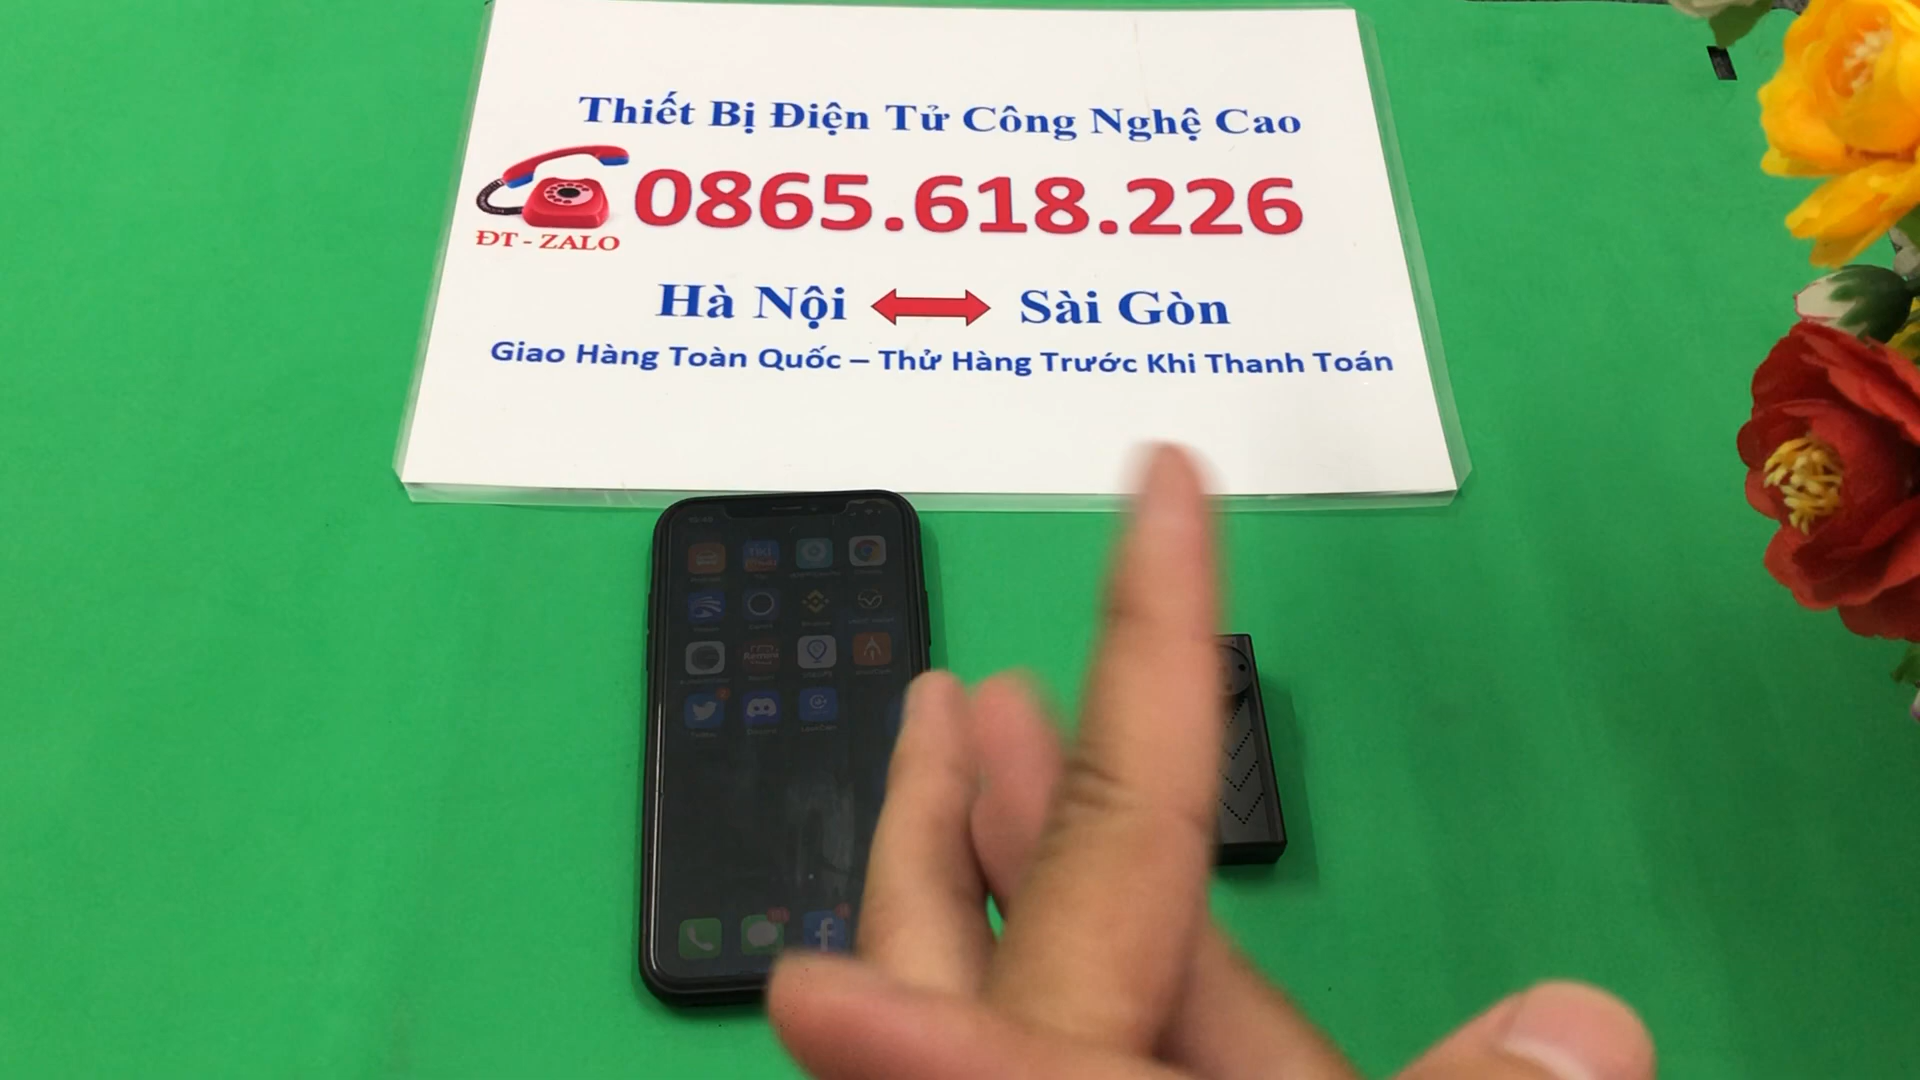 Thiết Bị Điện Tử Công Nghệ Cao
0865.618.226
ĐT - ZALO
Hà Nội Sài Gòn
Giao Hàng Toàn Quốc – Thử Hàng Trước Khi Thanh Toán